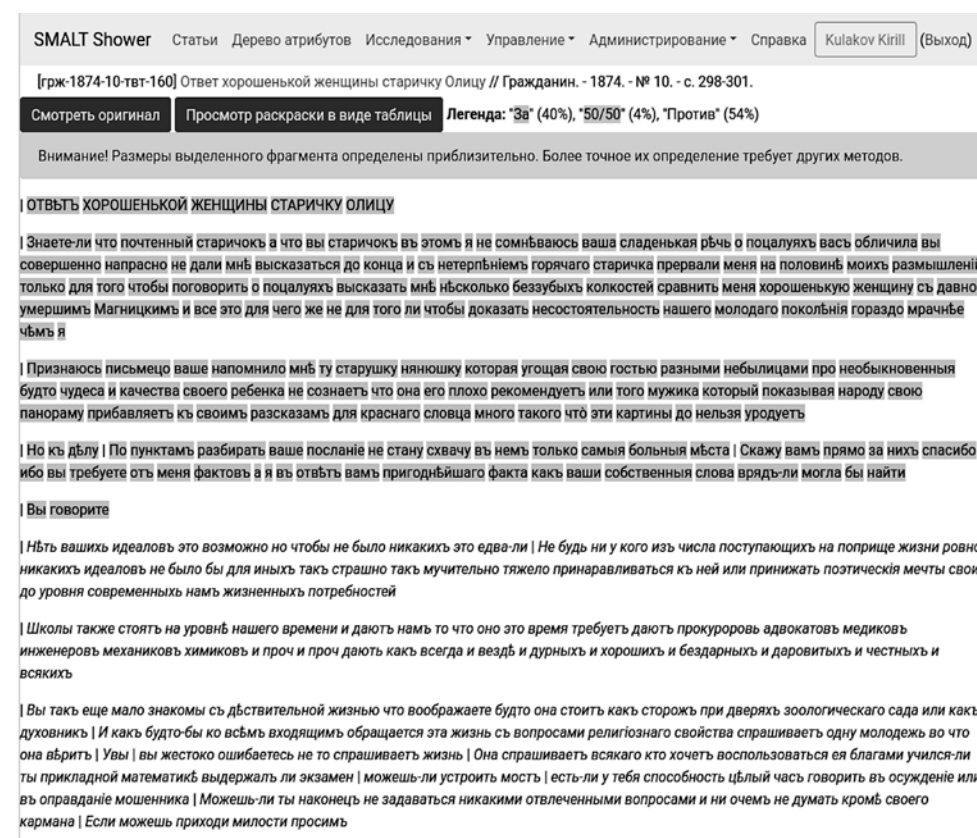 SMALT Shower Статьи Дерево атрибутов Исследования Управление Администрирование Справка Kulakov Kirill (Выход)
[грж-1874-10-твт-160] Ответ хорошенькой женщины старичку Олицу // Гражданин. - 1874. - № 10. - с. 298-301.
Смотреть оригинал Просмотр раскраски в виде таблицы Легенда: "За" (40%), "50/50" (4%), "Против" (54%)
Внимание! Размеры выделенного фрагмента определены приблизительно. Более точное их определение требует других методов.
| ОТВѢТЪ ХОРОШЕНЬКОЙ ЖЕНЩИНЫ СТАРИЧКУ ОЛИЦУ
| Знаете-ли что почтенный старичокъ а что вы старичокъ въ этомъ я не сомнѣваюсь ваша сладенькая рѣчь о поцалуяхъ васъ обличила вы
совершенно напрасно не дали мнѣ высказаться до конца и съ нетерпѣніемъ горячаго старичка прервали меня на половинѣ моихъ размышленій
только для того чтобы поговорить о поцалуяхъ высказать мнѣ нѣсколько беззубыхъ колкостей сравнить меня хорошенькую женщину съ давно
умершимъ Магницкимъ и все это для чего же не для того ли чтобы доказать несостоятельность нашего молодаго поколѣнія гораздо мрачнѣе
чѣмъ я
| Признаюсь письмецо ваше напомнило мнѣ ту старушку нянюшку которая угощая свою гостью разными небылицами про необыкновенныя
будто чудеса и качества своего ребенка не сознаетъ что она его плохо рекомендуетъ или того мужика который показывая народу свою
панораму прибавляетъ къ своимъ разсказамъ для краснаго словца много такого что̀ эти картины до нельзя уродуетъ
| Но къ дѣлу | По пунктамъ разбирать ваше посланіе не стану схвачу въ немъ только самыя больныя мѣста | Скажу вамъ прямо за нихъ спасибо
ибо вы требуете отъ меня фактовъ а я въ отвѣтъ вамъ пригоднѣйшаго факта какъ ваши собственныя слова врядъ-ли могла бы найти
| Вы говорите
| Нѣтъ вашихъ идеаловъ это возможно но чтобы не было никакихъ это едва-ли | Не будь ни у кого изъ числа поступающихъ на поприще жизни ровно
никакихъ идеаловъ не было бы для иныхъ такъ страшно такъ мучительно тяжело принаравливаться къ ней или принижать поэтическія мечты свои
до уровня современныхъ намъ жизненныхъ потребностей
| Школы также стоятъ на уровнѣ нашего времени и даютъ намъ то что оно это время требуетъ даютъ прокуроровъ адвокатовъ медиковъ
инженеровъ механиковъ химиковъ и проч и проч даютъ какъ всегда и вездѣ и дурныхъ и хорошихъ и бездарныхъ и даровитыхъ и честныхъ и
всякихъ
| Вы такъ еще мало знакомы съ дѣствительной жизнью что воображаете будто она стоитъ какъ сторожъ при дверяхъ зоологическаго сада или какъ
духовникъ | И какъ будто-бы ко всѣмъ входящимъ обращается эта жизнь съ вопросами религіознаго свойства спрашиваетъ одну молодежь во что
она вѣритъ | Увы | вы жестоко ошибаетесь не то спрашиваетъ жизнь | Она спрашиваетъ всякаго кто хочетъ воспользоваться ея благами учился-ли
ты прикладной математикѣ выдержалъ ли экзамен | можешь-ли устроить мостъ | есть-ли у тебя способность цѣлый часъ говорить въ осужденіе или
въ оправданіе мошенника | Можешь-ли ты наконецъ не задаваться никакими отвлеченными вопросами и ни очемъ не думать кромѣ своего
кармана | Если можешь приходи милости просимъ